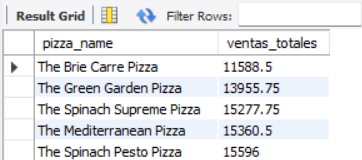 Result Grid Filter Rows:
pizza_name ventas_totales
The Brie Carre Pizza 11588.5
The Green Garden Pizza 13955.75
The Spinach Supreme Pizza 15277.75
The Mediterranean Pizza 15360.5
The Spinach Pesto Pizza 15596